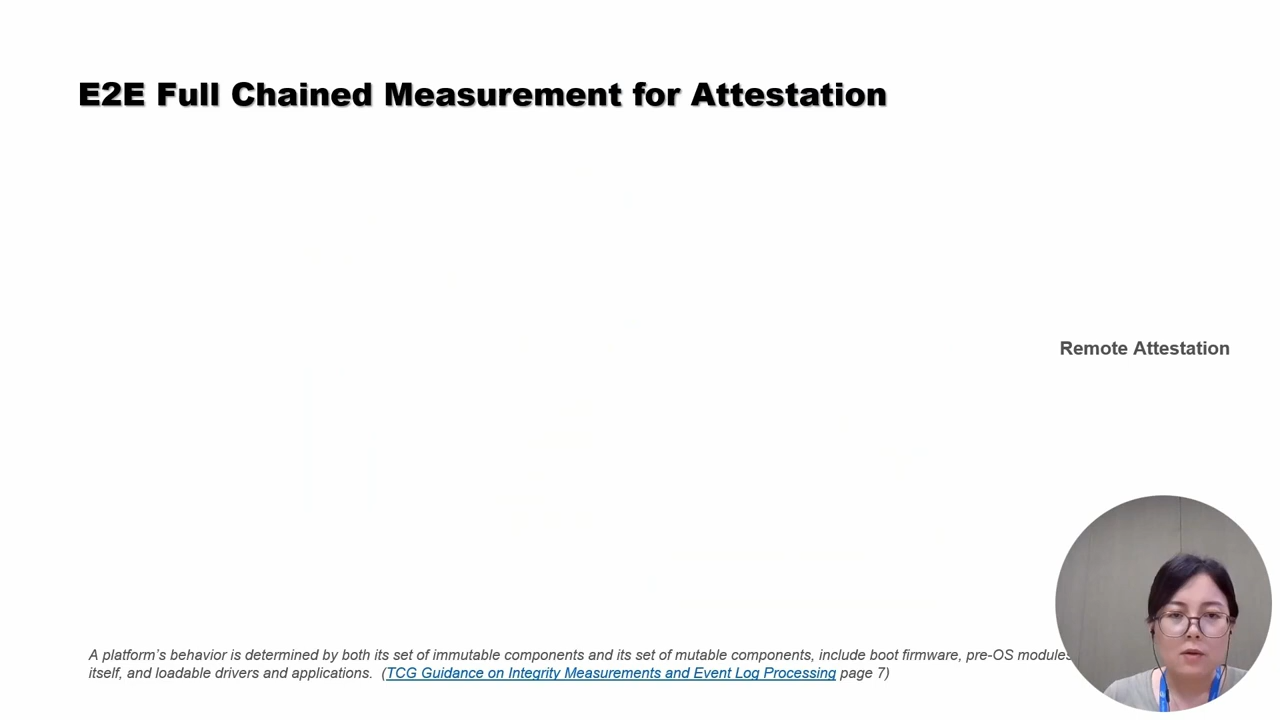 E2E Full Chained Measurement for Attestation
Remote Attestation
A platform’s behavior is determined by both its set of immutable components and its set of mutable components, include boot firmware, pre-OS modules
itself, and loadable drivers and applications. (TCG Guidance on Integrity Measurements and Event Log Processing page 7)